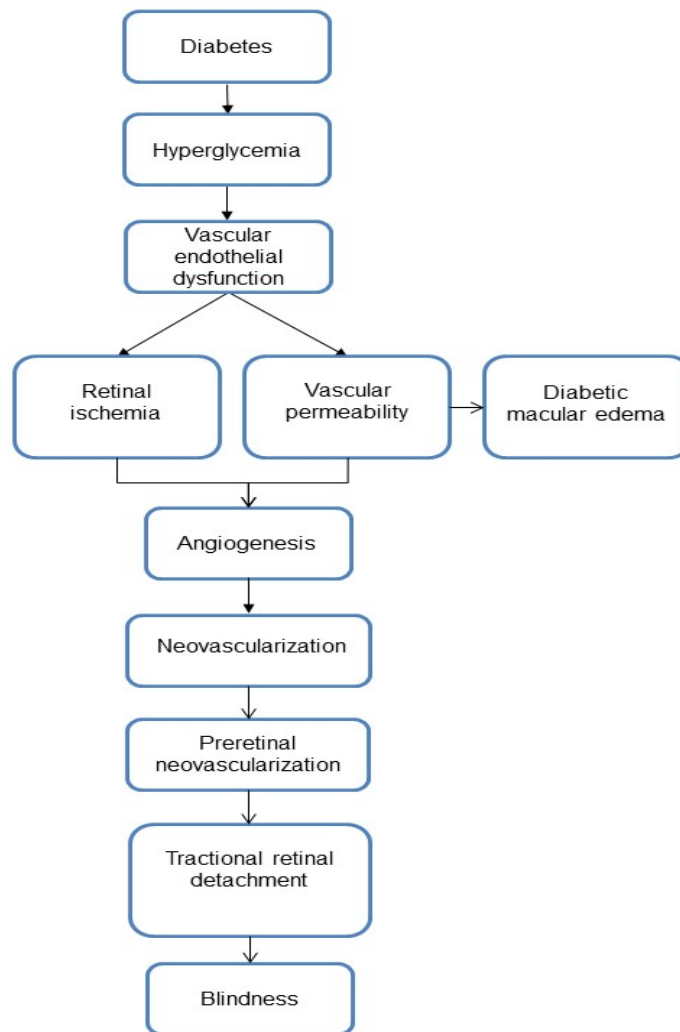 Diabetes
Hyperglycemia
Vascular
endothelial
dysfunction
Retinal
ischemia
Vascular
permeability
Diabetic
macular edema
Angiogenesis
Neovascularization
Preretinal
neovascularization
Tractional retinal
detachment
Blindness